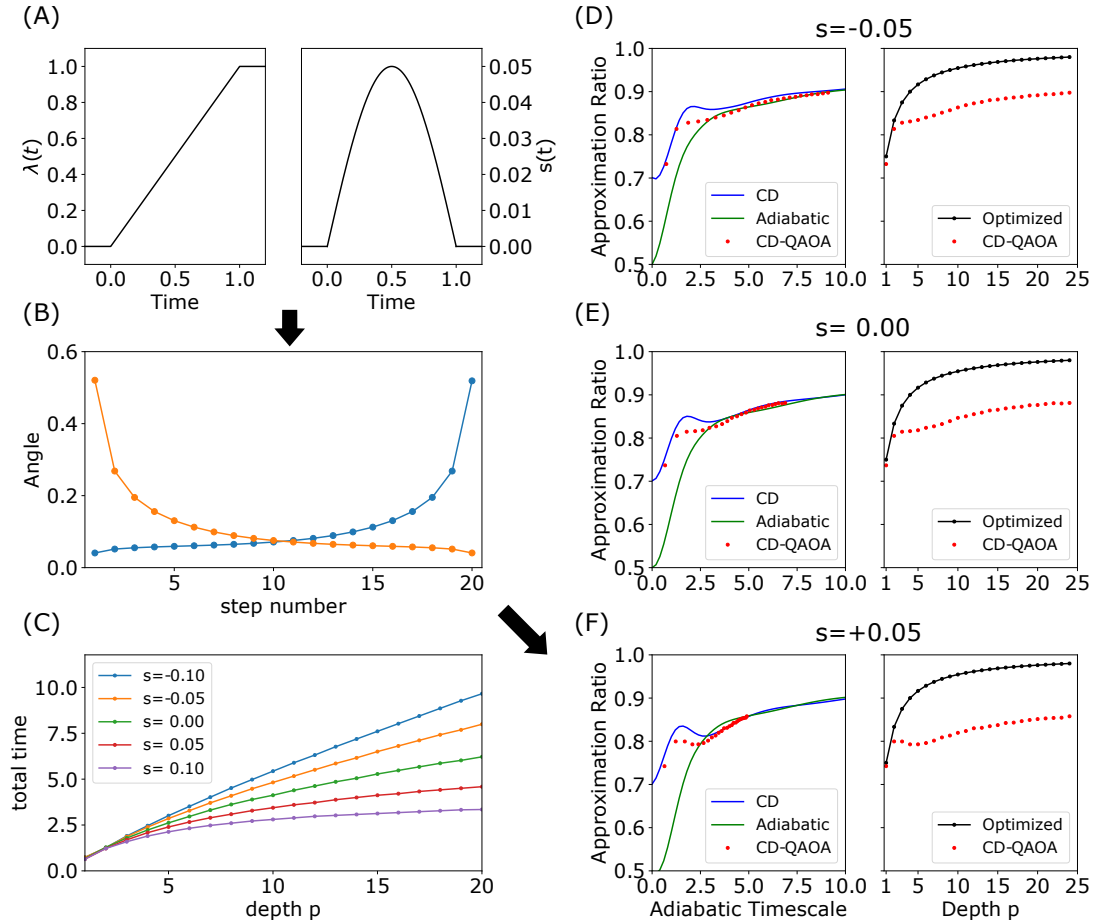 (A)
1.0
0.8
0.6
0.4
0.2
0.0
λ(t)
0.0 0.5 1.0
Time
0.05
0.04
0.03
0.02
0.01
0.00
s(t)
0.0 0.5 1.0
Time
(B)
0.6
0.4
0.2
0.0
Angle
5 10 15 20
step number
(C)
10.0
7.5
5.0
2.5
0.0
total time
s=-0.10
s=-0.05
s= 0.00
s= 0.05
s= 0.10
5 10 15 20
depth p
(D)
s=-0.05
1.0
0.9
0.8
0.7
0.6
0.5
Approximation Ratio
CD
Adiabatic
CD-QAOA
0.0 2.5 5.0 7.5 10.0
Optimized
CD-QAOA
1 5 10 15 20 25
(E)
s= 0.00
1.0
0.9
0.8
0.7
0.6
0.5
Approximation Ratio
CD
Adiabatic
CD-QAOA
0.0 2.5 5.0 7.5 10.0
Optimized
CD-QAOA
1 5 10 15 20 25
(F)
s=+0.05
1.0
0.9
0.8
0.7
0.6
0.5
Approximation Ratio
CD
Adiabatic
CD-QAOA
0.0 2.5 5.0 7.5 10.0
Adiabatic Timescale
Optimized
CD-QAOA
1 5 10 15 20 25
Depth p